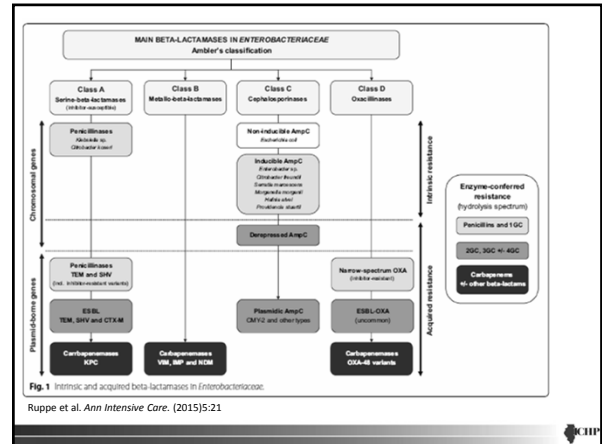 MAIN BETA-LACTAMASES IN ENTEROBACTERIACEAE
Ambler's classification
Class A
Serine-beta-lactamases
(inhibitor-susceptible)
Class B
Metallo-beta-lactamases
Class C
Cephalosporinases
Class D
Oxacillinases
Chromosomal genes
Penicillinases
Klebsiella sp.
Citrobacter koseri
Non-inducible AmpC
Escherichia coli
Inducible AmpC
Enterobacter sp.
Citrobacter freundii
Serratia marcescens
Morganella morganii
Hafnia alvei
Providencia stuartii
Intrinsic resistance
Derepressed AmpC
Plasmid-borne genes
Penicillinases
TEM and SHV
(incl. inhibitor-resistant variants)
Narrow-spectrum OXA
(inhibitor-resistant)
ESBL
TEM, SHV and CTX-M
Plasmidic AmpC
CMY-2 and other types
ESBL-OXA
(uncommon)
Carbapenemases
KPC
Carbapenemases
VIM, IMP and NDM
Carbapenemases
OXA-48 variants
Acquired resistance
Enzyme-conferred
resistance
(hydrolysis spectrum)
Penicillins and 1GC
2GC, 3GC +/- 4GC
Carbapenems
+/- other beta-lactams
Fig. 1 Intrinsic and acquired beta-lactamases in Enterobacteriaceae.
Ruppe et al. Ann Intensive Care. (2015)5:21
ICHP